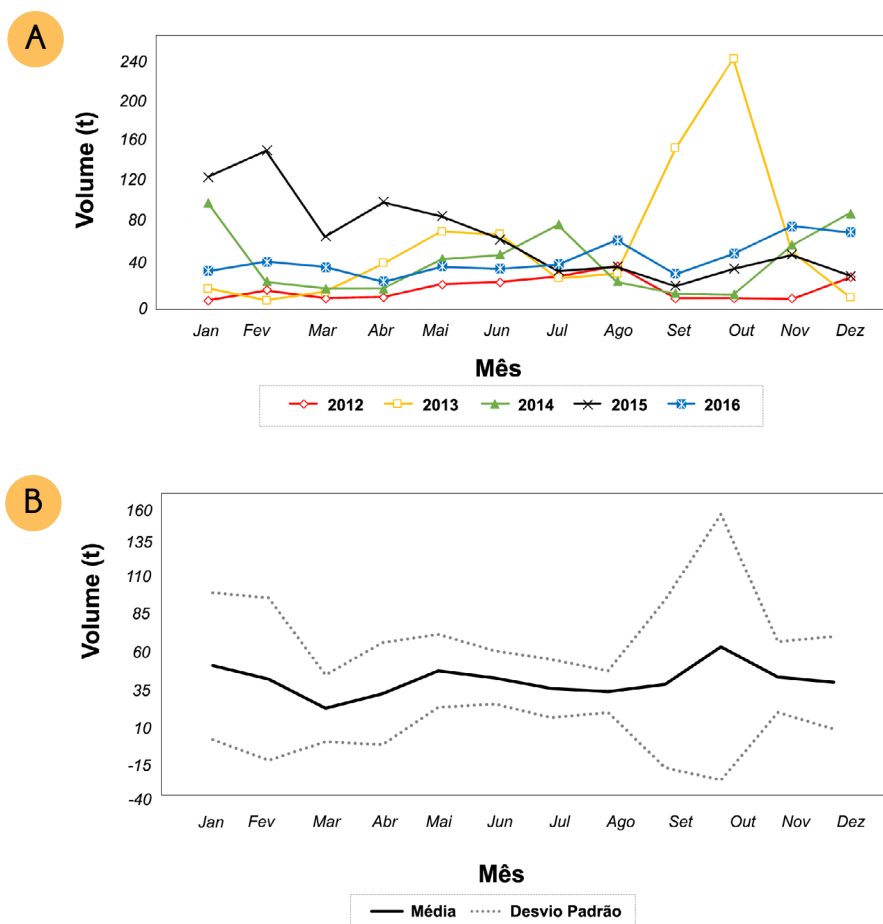 A
Volume (t)
240
200
160
120
80
40
0
Jan Fev Mar Abr Mai Jun Jul Ago Set Out Nov Dez
Mês
2012 2013 2014 2015 2016
B
Volume (t)
160
135
110
85
60
35
10
-15
-40
Jan Fev Mar Abr Mai Jun Jul Ago Set Out Nov Dez
Mês
Média Desvio Padrão